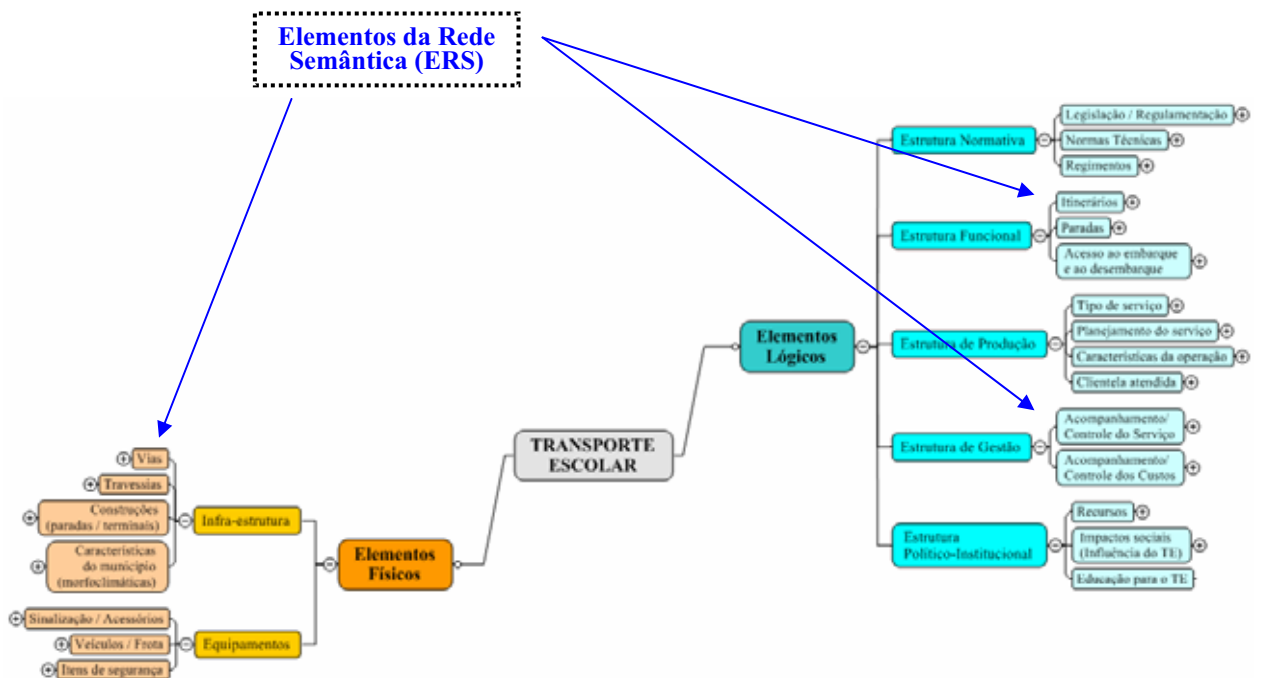 Elementos da Rede
Semântica (ERS)
Legislação / Regulamentação
Estrutura Normativa
Normas Técnicas
Regimentos
Itinerários
Estrutura Funcional
Paradas
Acesso ao embarque
e ao desembarque
Elementos
Lógicos
Tipo de serviço
Estrutura de Produção
Planejamento do serviço
Características da operação
Clientela atendida
Acompanhamento/
Controle do Serviço
Estrutura de Gestão
Acompanhamento/
Controle dos Custos
Recursos
Estrutura
Político-Institucional
Impactos sociais
(Influência do TE)
Educação para o TE
TRANSPORTE
ESCOLAR
Elementos
Físicos
Infra-estrutura
Vias
Travessias
Construções
(paradas / terminais)
Características
do município
(morfoclimáticas)
Equipamentos
Sinalização / Acessórios
Veículos / Frota
Itens de segurança